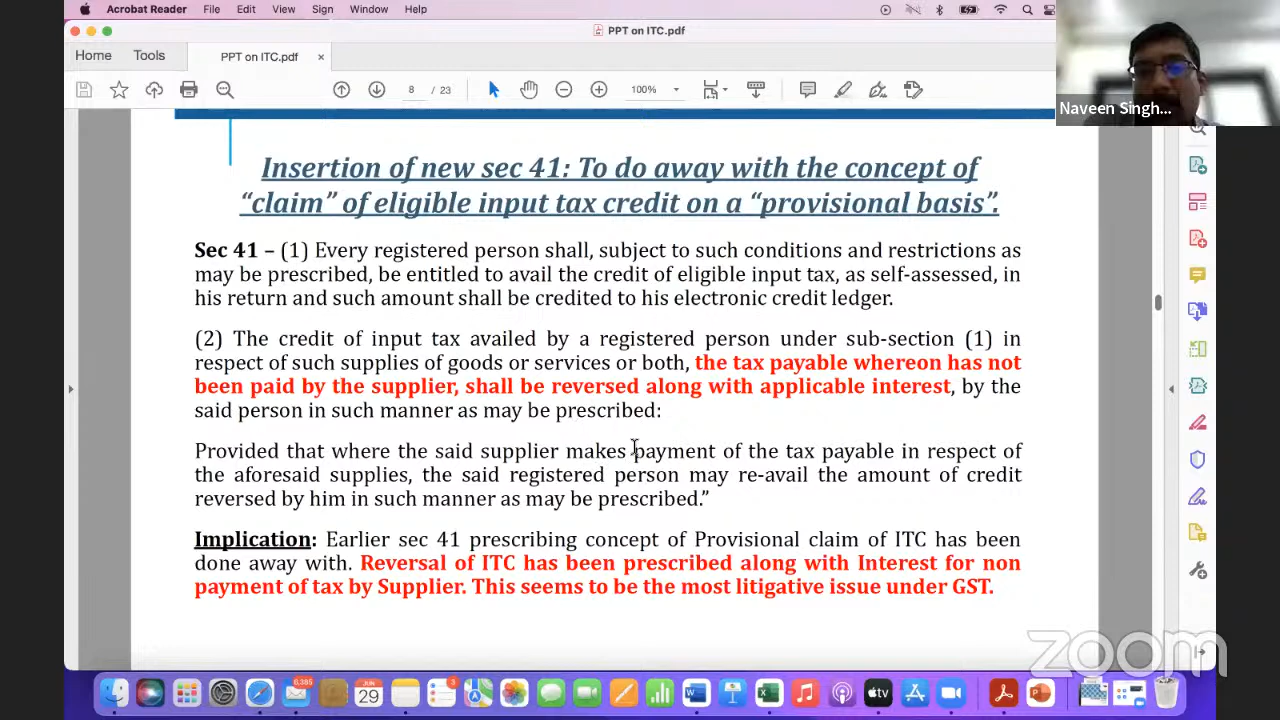 Acrobat Reader File Edit View Sign Window Help
PPT on ITC.pdf
Home Tools PPT on ITC.pdf ×
8 / 23 100%
Naveen Singh...
Insertion of new sec 41: To do away with the concept of
“claim” of eligible input tax credit on a “provisional basis”.
Sec 41 – (1) Every registered person shall, subject to such conditions and restrictions as
may be prescribed, be entitled to avail the credit of eligible input tax, as self-assessed, in
his return and such amount shall be credited to his electronic credit ledger.
(2) The credit of input tax availed by a registered person under sub-section (1) in
respect of such supplies of goods or services or both, the tax payable whereon has not
been paid by the supplier, shall be reversed along with applicable interest, by the
said person in such manner as may be prescribed:
Provided that where the said supplier makes payment of the tax payable in respect of
the aforesaid supplies, the said registered person may re-avail the amount of credit
reversed by him in such manner as may be prescribed.”
Implication: Earlier sec 41 prescribing concept of Provisional claim of ITC has been
done away with. Reversal of ITC has been prescribed along with Interest for non
payment of tax by Supplier. This seems to be the most litigative issue under GST.
zoom
6,385
JUN
29
3
tv